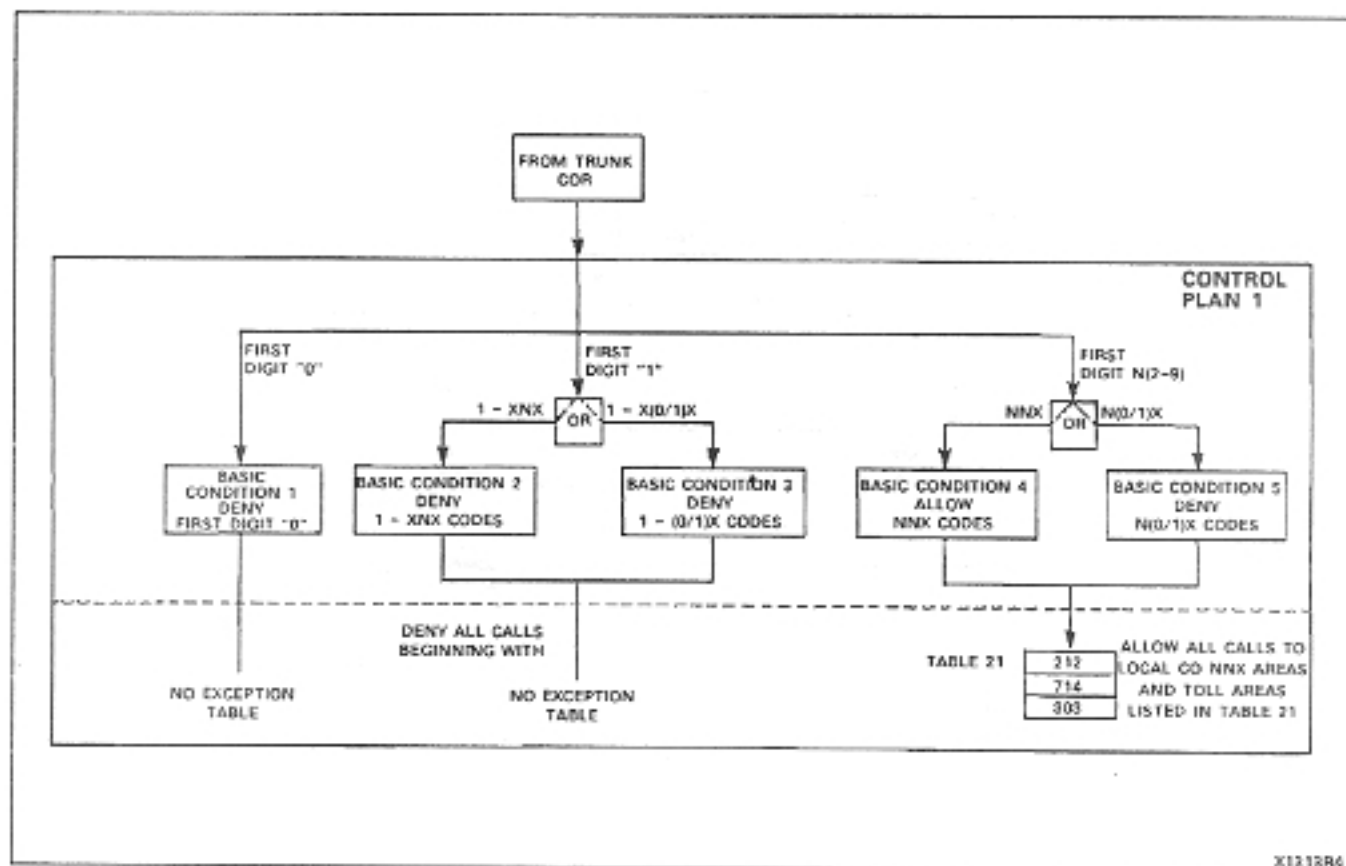 FROM TRUNK
COR
CONTROL
PLAN 1
FIRST
DIGIT "0"
FIRST
DIGIT "1"
FIRST
DIGIT N(2-9)
1 - XNX
OR
1 - X(0/1)X
NNX
OR
N(0/1)X
BASIC
CONDITION 1
DENY
FIRST DIGIT "0"
BASIC CONDITION 2
DENY
1 - XNX CODES
BASIC CONDITION 3
DENY
1 - (0/1)X CODES
BASIC CONDITION 4
ALLOW
NNX CODES
BASIC CONDITION 5
DENY
N(0/1)X CODES
NO EXCEPTION
TABLE
DENY ALL CALLS
BEGINNING WITH
NO EXCEPTION
TABLE
TABLE 21
212
714
303
ALLOW ALL CALLS TO
LOCAL CO NNX AREAS
AND TOLL AREAS
LISTED IN TABLE 21
X1313B4